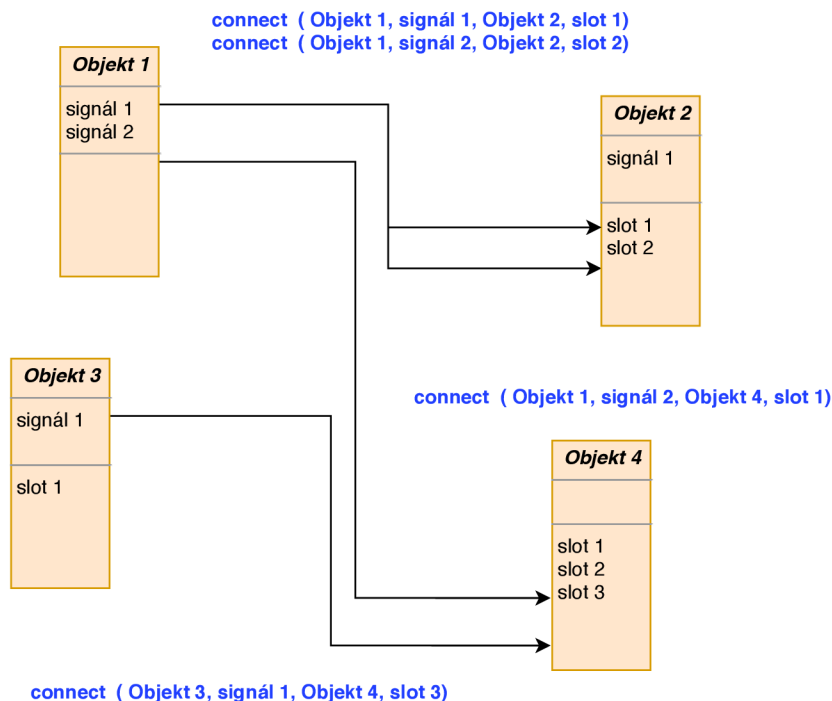 connect ( Objekt 1, signál 1, Objekt 2, slot 1)
connect ( Objekt 1, signál 2, Objekt 2, slot 2)
Objekt 1
signál 1
signál 2
Objekt 2
signál 1
slot 1
slot 2
Objekt 3
signál 1
slot 1
connect ( Objekt 1, signál 2, Objekt 4, slot 1)
Objekt 4
slot 1
slot 2
slot 3
connect ( Objekt 3, signál 1, Objekt 4, slot 3)